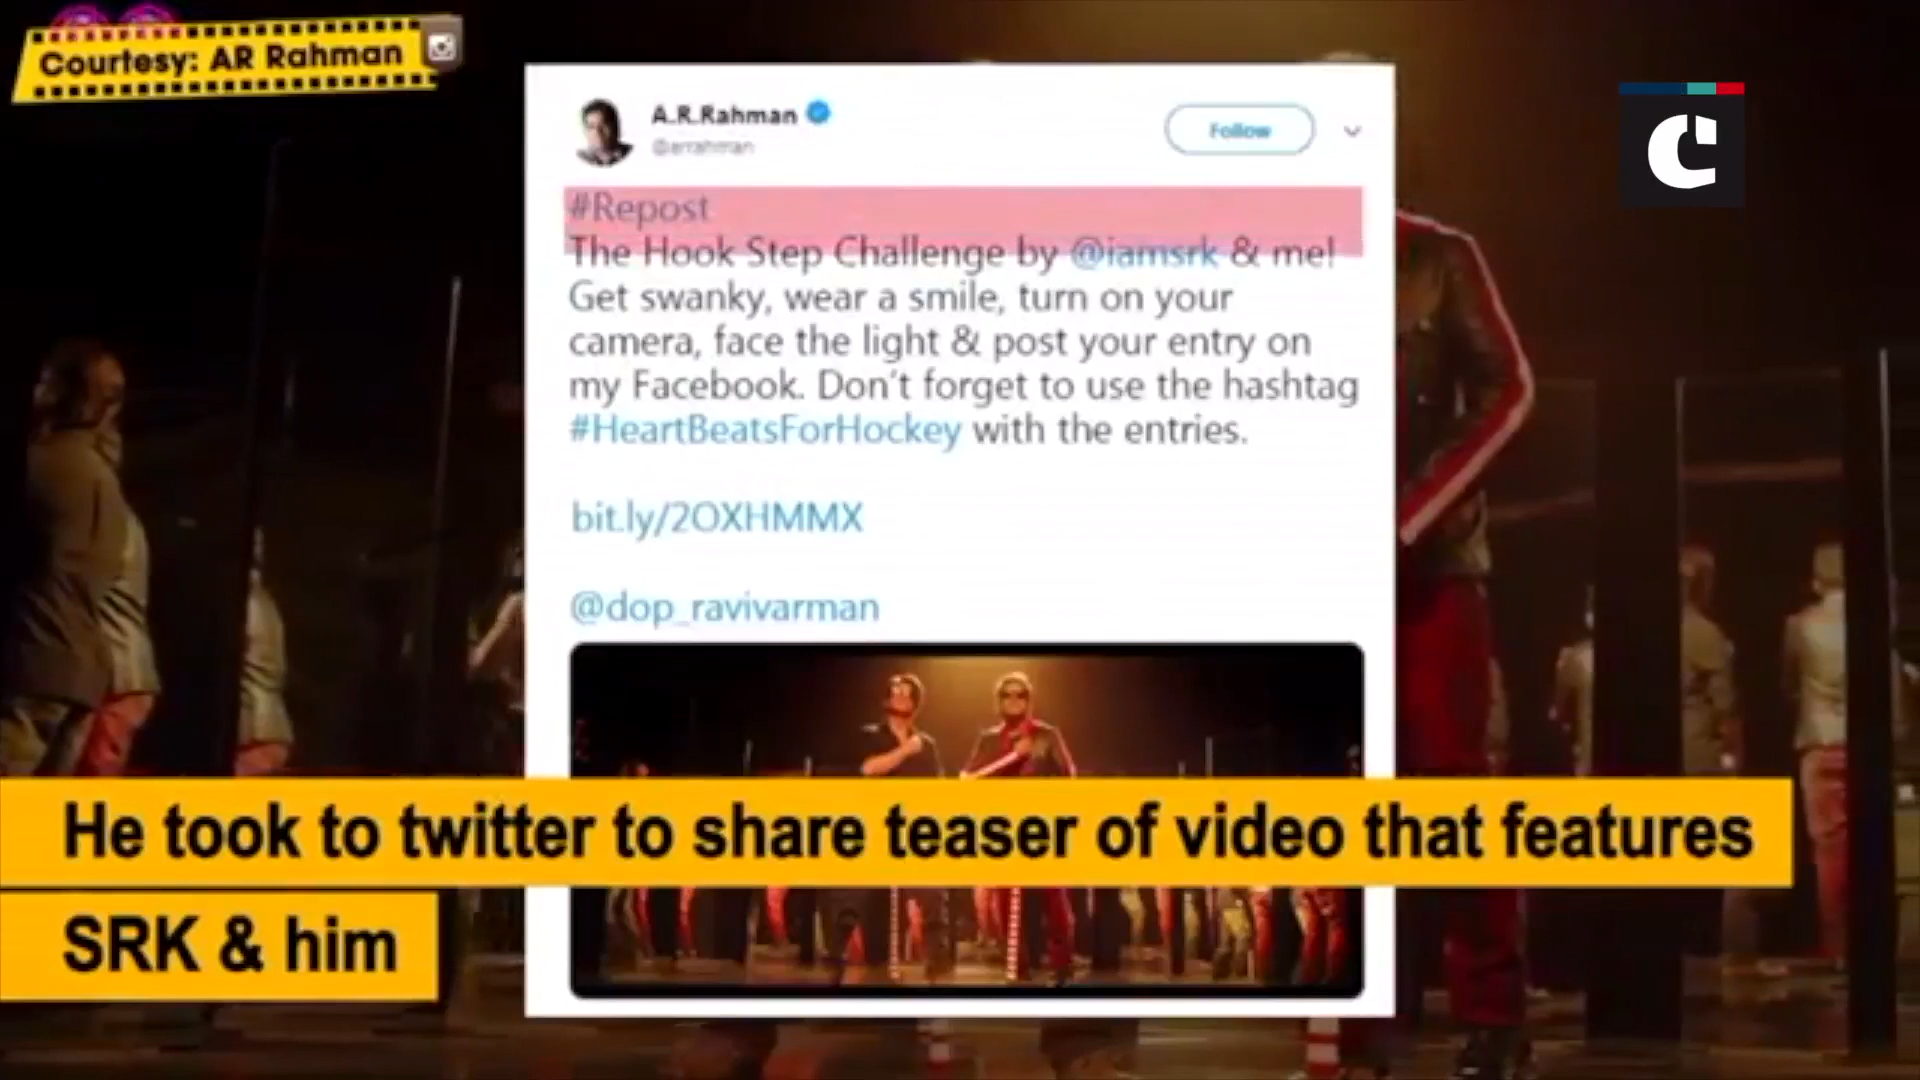 Courtesy: AR Rahman
A.R.Rahman
@arrahman
Follow
#Repost
The Hook Step Challenge by @iamsrk & me!
Get swanky, wear a smile, turn on your
camera, face the light & post your entry on
my Facebook. Don't forget to use the hashtag
#HeartBeatsForHockey with the entries.
bit.ly/2OXHMMX
@dop_ravivarman
He took to twitter to share teaser of video that features
SRK & him